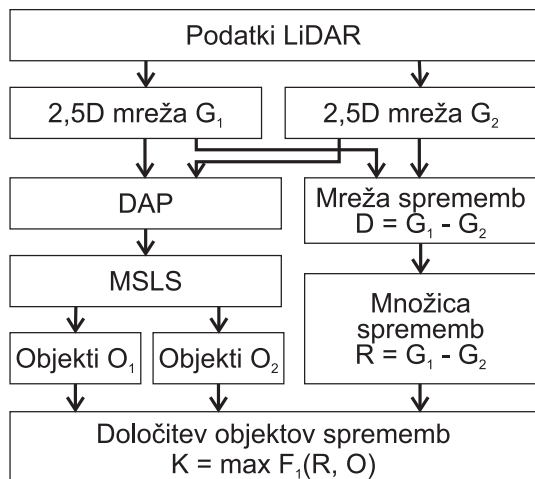 Podatki LiDAR
2,5D mreža G₁
2,5D mreža G₂
DAP
Mreža sprememb
D = G₁ - G₂
MSLS
Množica
sprememb
R = G₁ - G₂
Objekti O₁
Objekti O₂
Določitev objektov sprememb
K = max F₁(R, O)